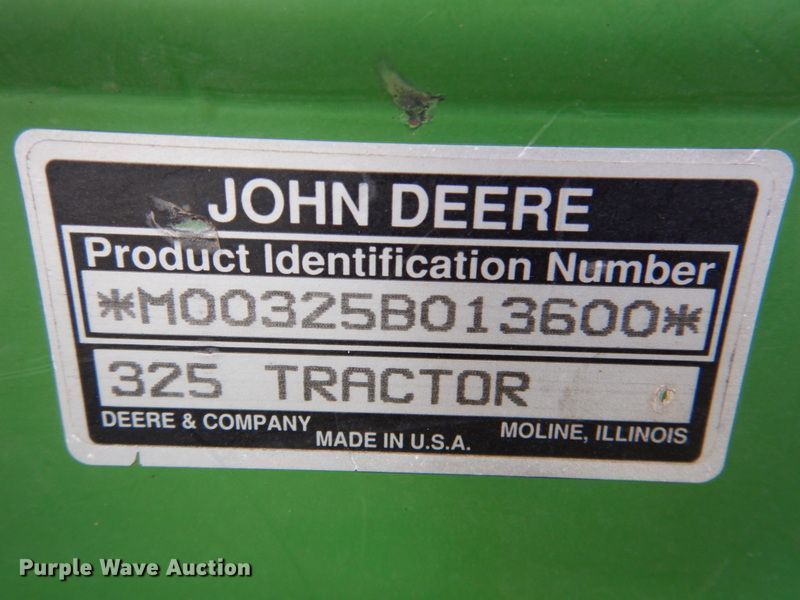 JOHN DEERE
Product Identification Number
*M00325B013600*
325 TRACTOR
DEERE & COMPANY
MADE IN U.S.A.
MOLINE, ILLINOIS
Purple Wave Auction